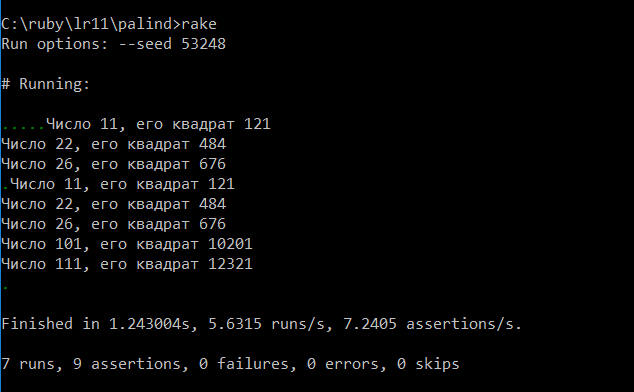 C:\ruby\lr11\palind>rake
Run options: --seed 53248
# Running:
.....Число 11, его квадрат 121
Число 22, его квадрат 484
Число 26, его квадрат 676
.Число 11, его квадрат 121
Число 22, его квадрат 484
Число 26, его квадрат 676
Число 101, его квадрат 10201
Число 111, его квадрат 12321
.
Finished in 1.243004s, 5.6315 runs/s, 7.2405 assertions/s.
7 runs, 9 assertions, 0 failures, 0 errors, 0 skips